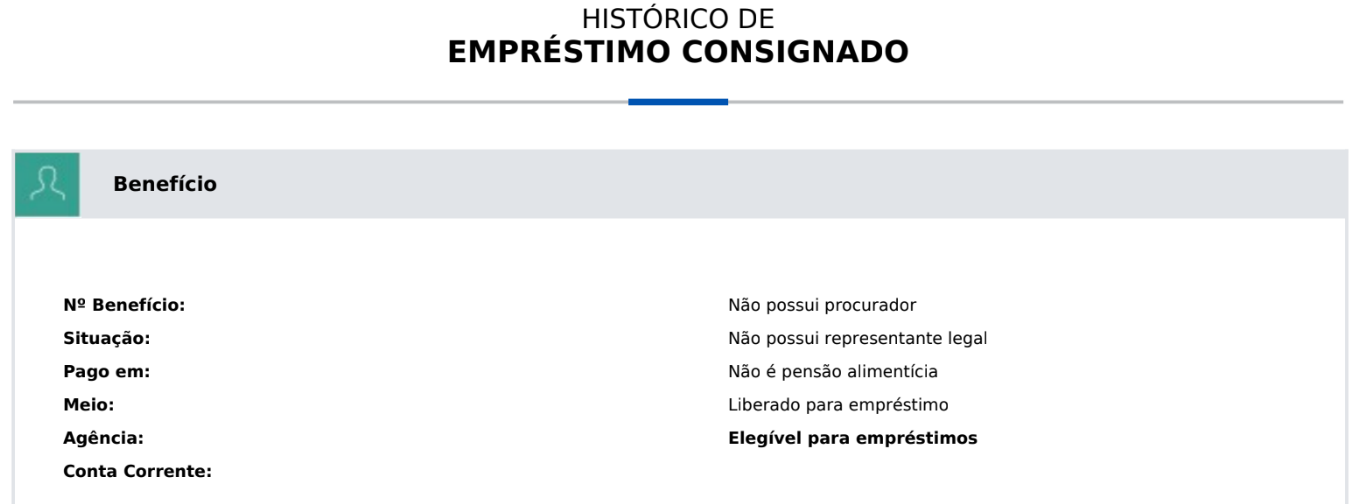 HISTÓRICO DE
EMPRÉSTIMO CONSIGNADO
Benefício
Nº Benefício:
Situação:
Pago em:
Meio:
Agência:
Conta Corrente:
Não possui procurador
Não possui representante legal
Não é pensão alimentícia
Liberado para empréstimo
Elegível para empréstimos